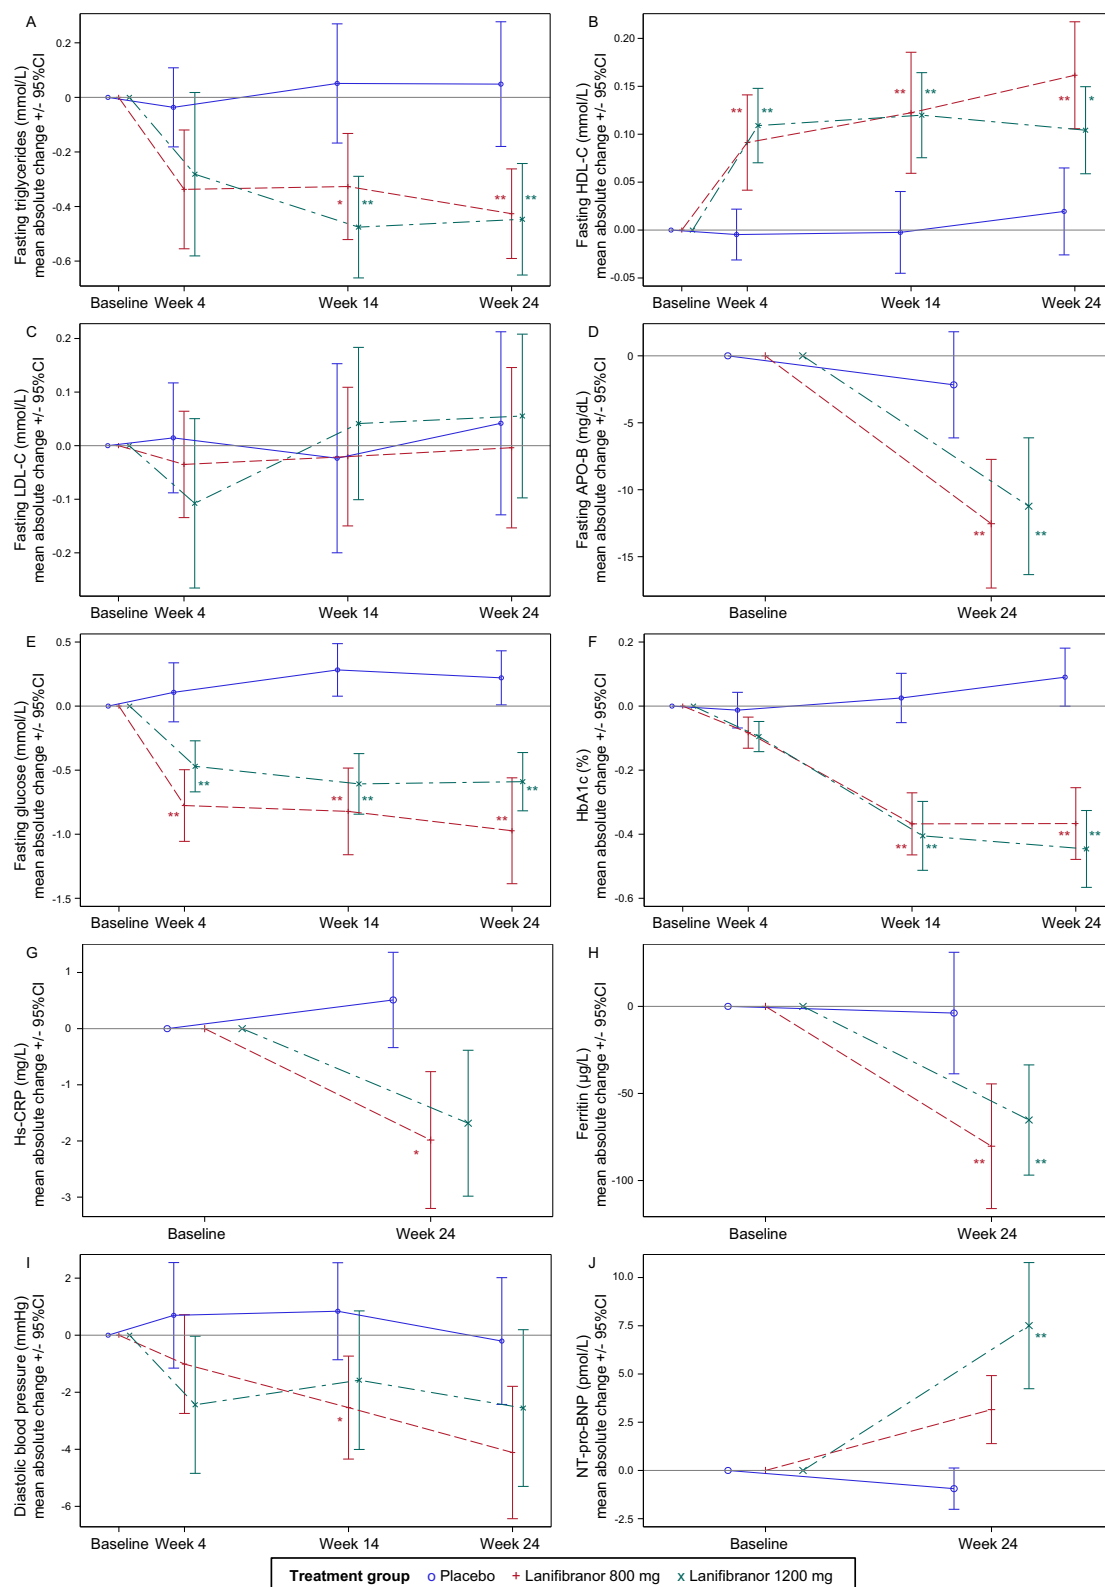 A
Fasting triglycerides (mmol/L)
mean absolute change +/- 95%CI
0.2
0
-0.2
-0.4
-0.6
* ** ** **
Baseline Week 4 Week 14 Week 24
B
Fasting HDL-C (mmol/L)
mean absolute change +/- 95%CI
0.20
0.15
0.10
0.05
0.00
-0.05
** ** ** ** ** *
Baseline Week 4 Week 14 Week 24
C
Fasting LDL-C (mmol/L)
mean absolute change +/- 95%CI
0.2
0.1
0.0
-0.1
-0.2
Baseline Week 4 Week 14 Week 24
D
Fasting APO-B (mg/dL)
mean absolute change +/- 95%CI
0
-5
-10
-15
** **
Baseline Week 24
E
Fasting glucose (mmol/L)
mean absolute change +/- 95%CI
0.5
0.0
-0.5
-1.0
-1.5
** ** ** ** ** **
Baseline Week 4 Week 14 Week 24
F
HbA1c (%)
mean absolute change +/- 95%CI
0.2
0
-0.2
-0.4
-0.6
** ** ** **
Baseline Week 4 Week 14 Week 24
G
Hs-CRP (mg/L)
mean absolute change +/- 95%CI
1
0
-1
-2
-3
*
Baseline Week 24
H
Ferritin (µg/L)
mean absolute change +/- 95%CI
0
-50
-100
** **
Baseline Week 24
I
Diastolic blood pressure (mmHg)
mean absolute change +/- 95%CI
2
0
-2
-4
-6
*
Baseline Week 4 Week 14 Week 24
J
NT-pro-BNP (pmol/L)
mean absolute change +/- 95%CI
10.0
7.5
5.0
2.5
0.0
-2.5
**
Baseline Week 24
Treatment group o Placebo + Lanifibranor 800 mg x Lanifibranor 1200 mg